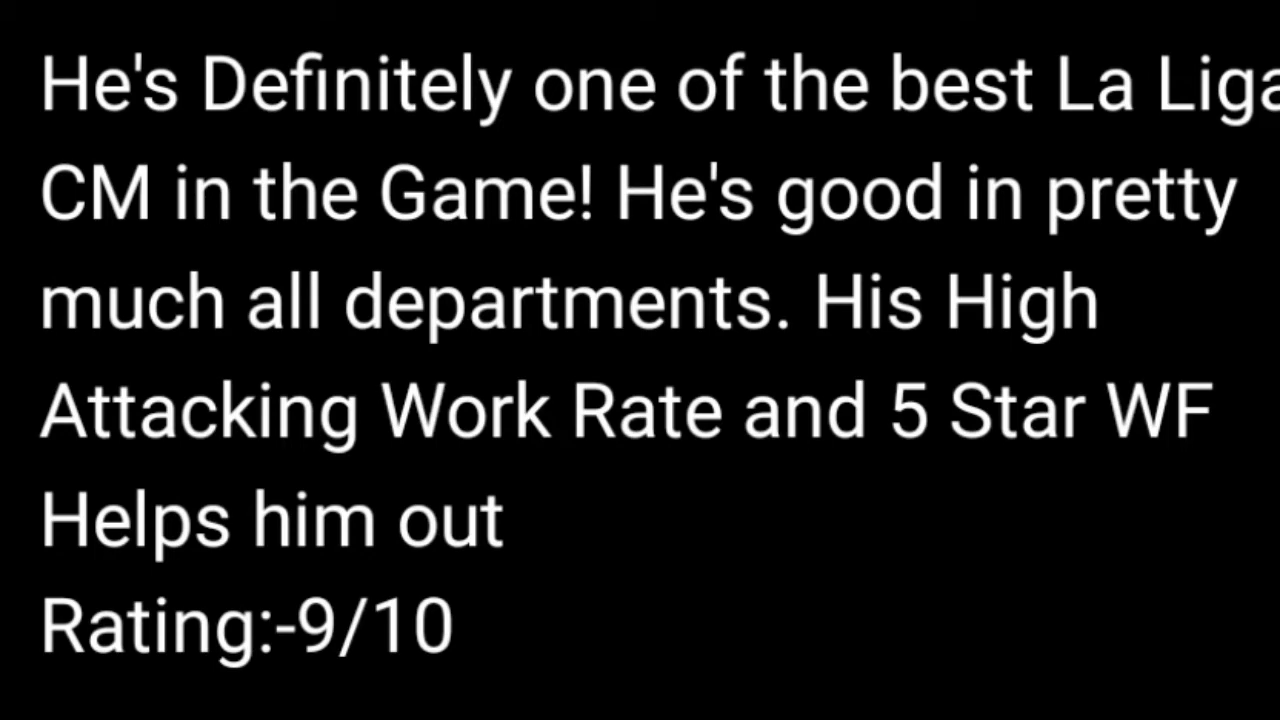 He's Definitely one of the best La Liga
CM in the Game! He's good in pretty
much all departments. His High
Attacking Work Rate and 5 Star WF
Helps him out
Rating:-9/10